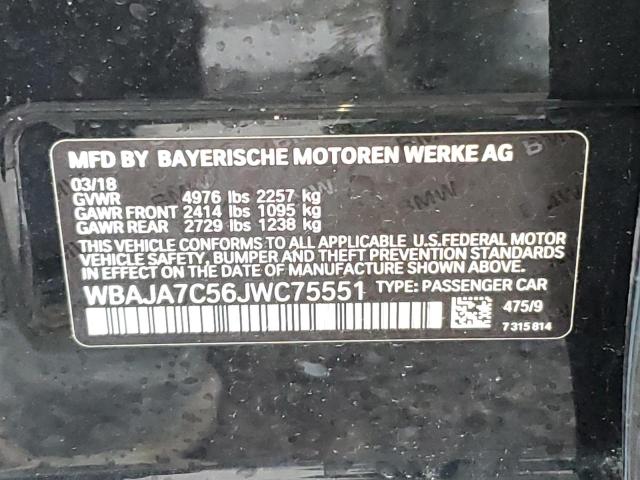 MFD BY BAYERISCHE MOTOREN WERKE AG
03/18
GVWR 4976 lbs 2257 kg
GAWR FRONT 2414 lbs 1095 kg
GAWR REAR 2729 lbs 1238 kg
THIS VEHICLE CONFORMS TO ALL APPLICABLE U.S.FEDERAL MOTOR
VEHICLE SAFETY, BUMPER AND THEFT PREVENTION STANDARDS
IN EFFECT ON THE DATE OF MANUFACTURE SHOWN ABOVE.
WBAJA7C56JWC75551 TYPE: PASSENGER CAR
475/9
7 315 814